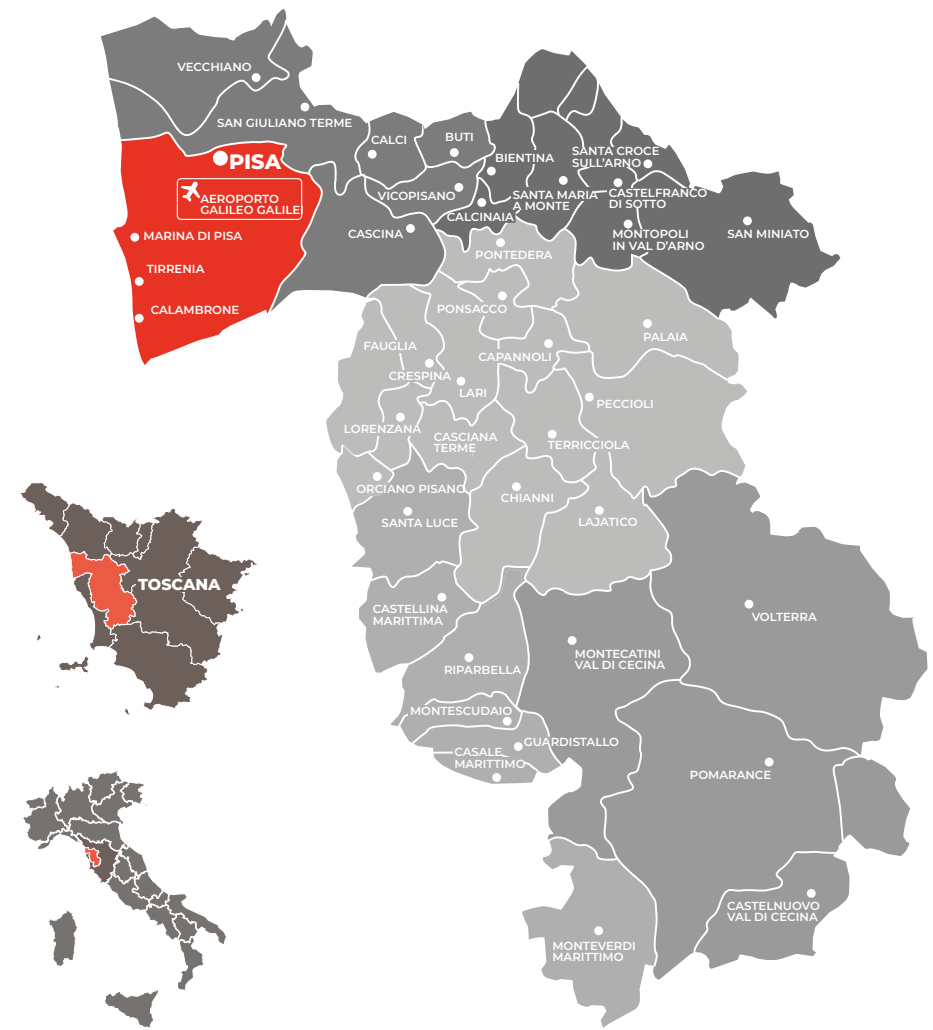 VECCHIANO
SAN GIULIANO TERME
CALCI
BUTI
PISA
BIENTINA
SANTA CROCE
SULL'ARNO
AEROPORTO
GALILEO GALILEI
VICOPISANO
SANTA MARIA
A MONTE
CASTELFRANCO
DI SOTTO
CALCINAIA
MARINA DI PISA
CASCINA
MONTOPOLI
IN VAL D'ARNO
SAN MINIATO
PONTEDERA
TIRRENIA
CALAMBRONE
PONSACCO
PALAIA
FAUGLIA
CAPANNOLI
CRESPINA
LARI
PECCIOLI
LORENZANA
CASCIANA
TERME
TERRICCIOLA
ORCIANO PISANO
CHIANNI
SANTA LUCE
LAJATICO
TOSCANA
CASTELLINA
MARITTIMA
VOLTERRA
RIPARBELLA
MONTECATINI
VAL DI CECINA
MONTESCUDAIO
GUARDISTALLO
CASALE
MARITTIMO
POMARANCE
CASTELNUOVO
VAL DI CECINA
MONTEVERDI
MARITTIMO